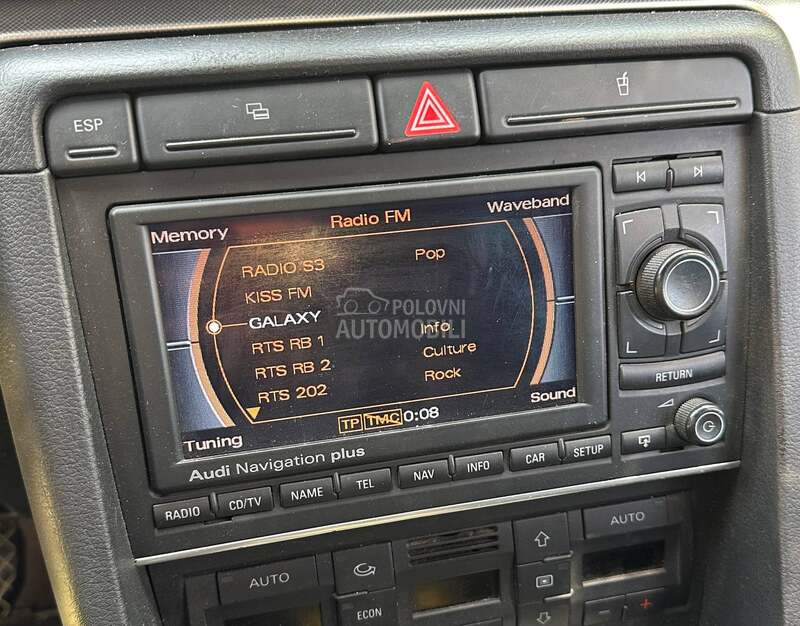 ESP
Memory
Radio FM
Waveband
RADIO S3 Pop
KISS FM
GALAXY
RTS RB 1 Info
RTS RB 2 Culture
RTS 202 Rock
POLOVNI
AUTOMOBILI
Tuning
TP TMC 0:08
Sound
Audi Navigation plus
RETURN
RADIO CD/TV NAME TEL NAV INFO CAR SETUP
AUTO
ECON
AUTO